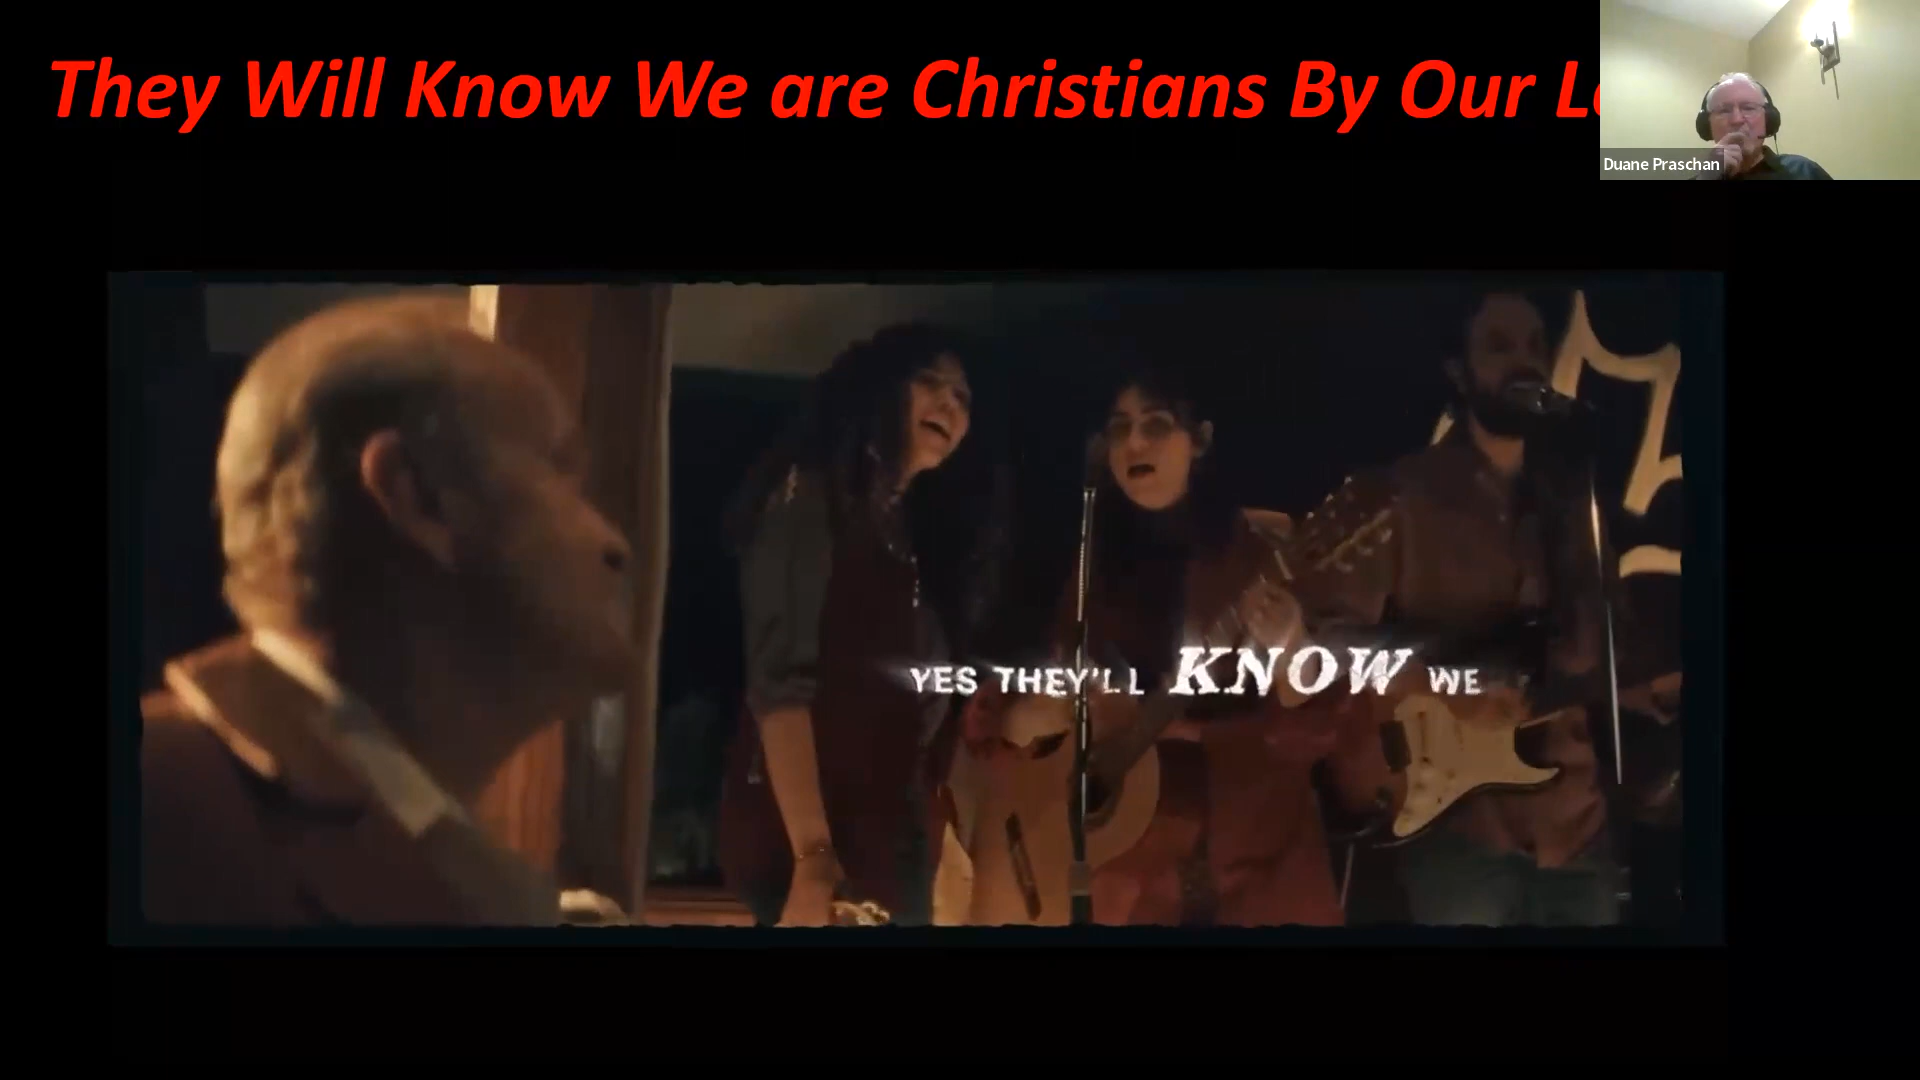 They Will Know We are Christians By Our L
Duane Praschan
YES THEY'LL KNOW WE